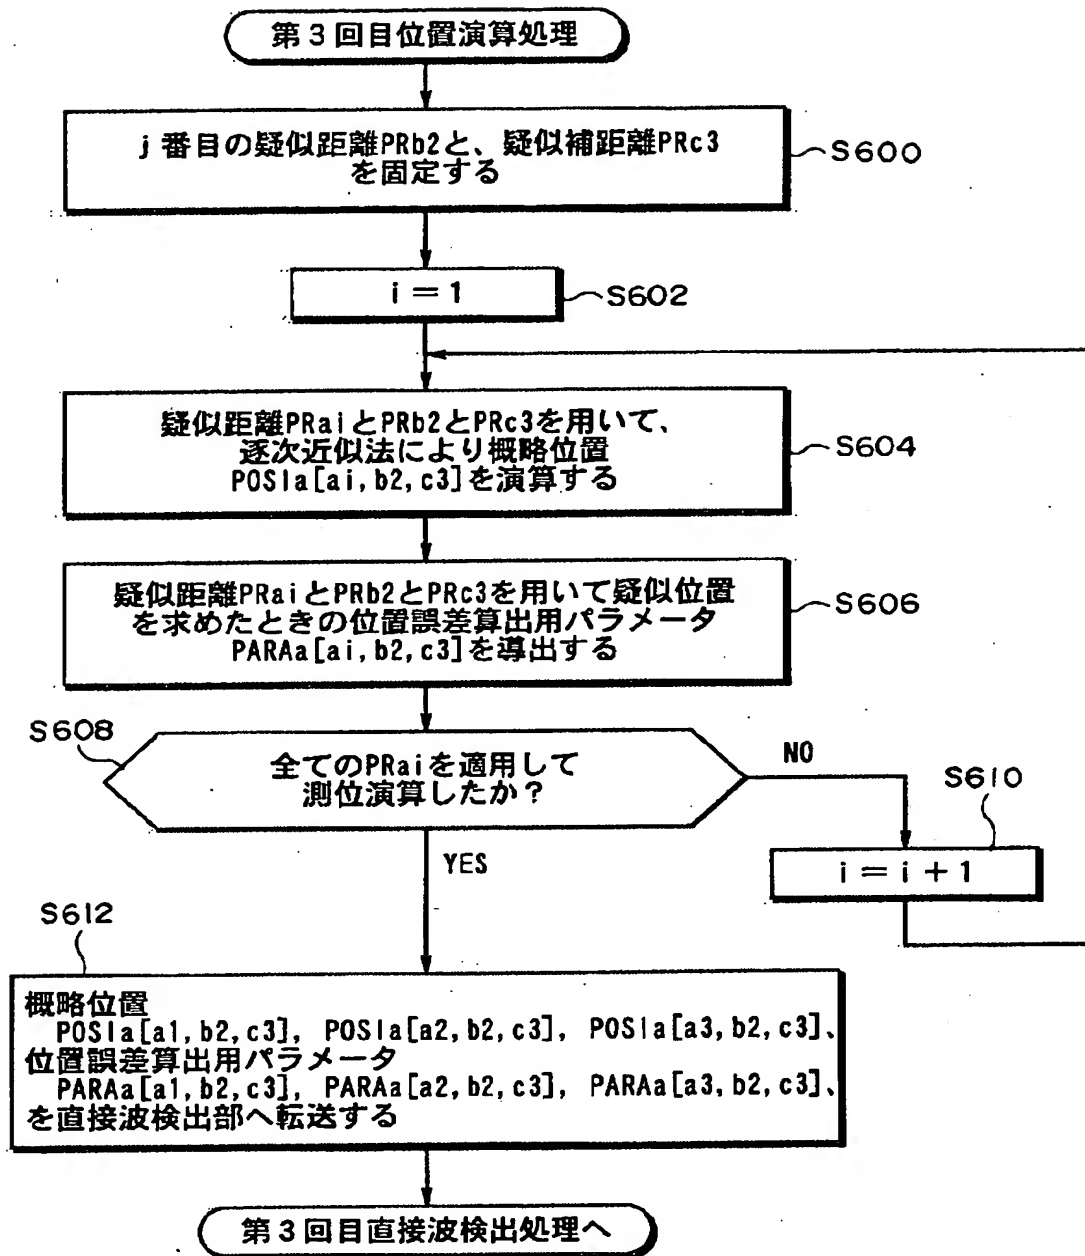 第3回目位置演算処理
j番目の疑似距離PRb2と、疑似補距離PRc3
を固定する
S600
i=1
S602
疑似距離PRaiとPRb2とPRc3を用いて、
逐次近似法により概略位置
POSIa[ai,b2,c3]を演算する
S604
疑似距離PRaiとPRb2とPRc3を用いて疑似位置
を求めたときの位置誤差算出用パラメータ
PARAa[ai,b2,c3]を導出する
S606
S608
全てのPRaiを適用して
測位演算したか?
NO
S610
i=i+1
YES
S612
概略位置
POSIa[a1,b2,c3], POSIa[a2,b2,c3], POSIa[a3,b2,c3]、
位置誤差算出用パラメータ
PARAa[a1,b2,c3], PARAa[a2,b2,c3], PARAa[a3,b2,c3]、
を直接波検出部へ転送する
第3回目直接波検出処理へ